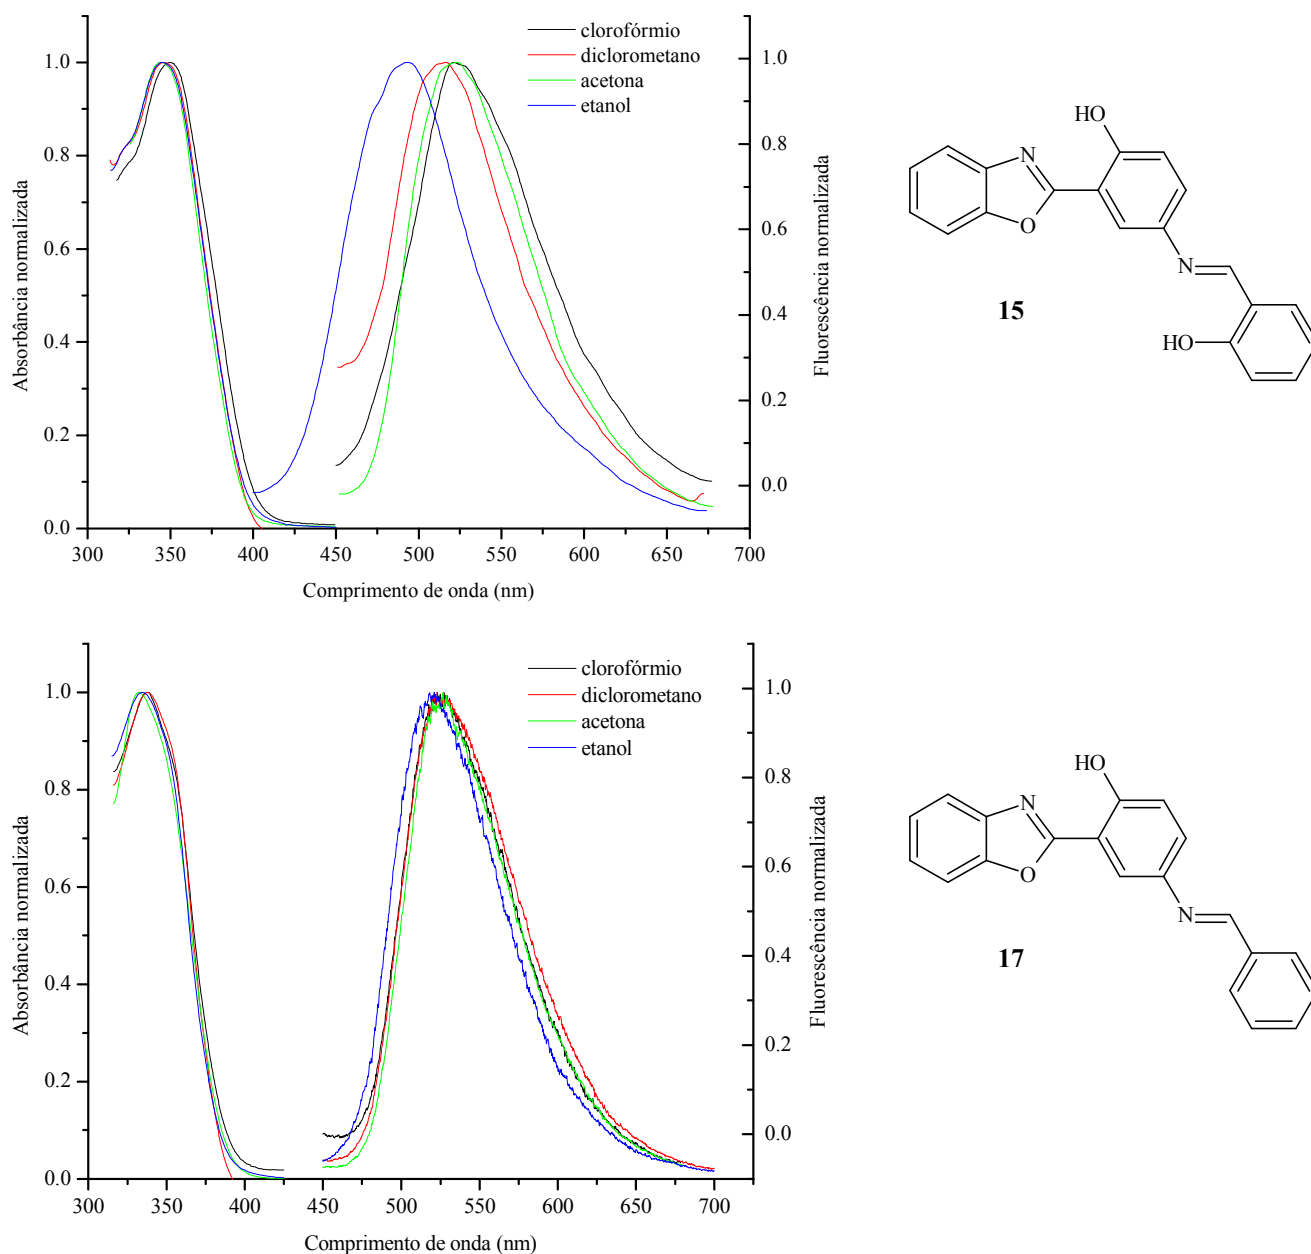 clorofórmio
diclorometano
acetona
etanol
1.0
0.8
0.6
0.4
0.2
0.0
Absorbância normalizada
300 350 400 450 500 550 600 650 700
Comprimento de onda (nm)
1.0
0.8
0.6
0.4
0.2
0.0
Fluorescência normalizada
HO
N
O
N
HO
15
clorofórmio
diclorometano
acetona
etanol
1.0
0.8
0.6
0.4
0.2
0.0
Absorbância normalizada
300 350 400 450 500 550 600 650 700
Comprimento de onda (nm)
1.0
0.8
0.6
0.4
0.2
0.0
Fluorescência normalizada
HO
N
O
N
17